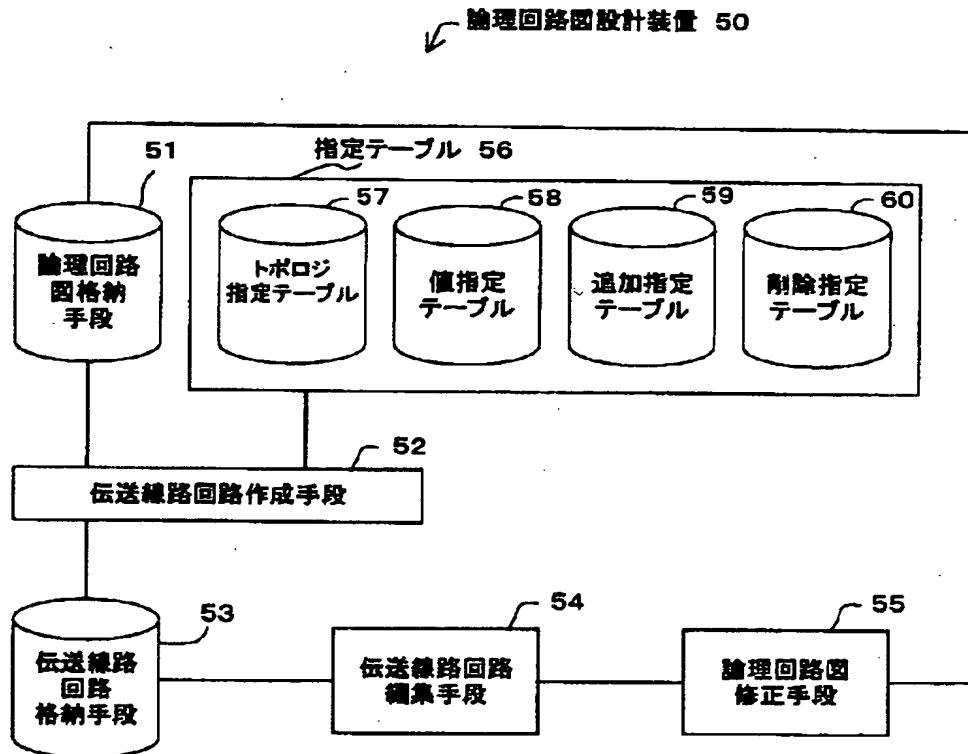 論理回路図設計装置 50
指定テーブル 56
51
論理回路
図格納
手段
57
トポロジ
指定テーブル
58
値指定
テーブル
59
追加指定
テーブル
60
削除指定
テーブル
52
伝送線路回路作成手段
53
伝送線路
回路
格納手段
54
伝送線路回路
編集手段
55
論理回路図
修正手段